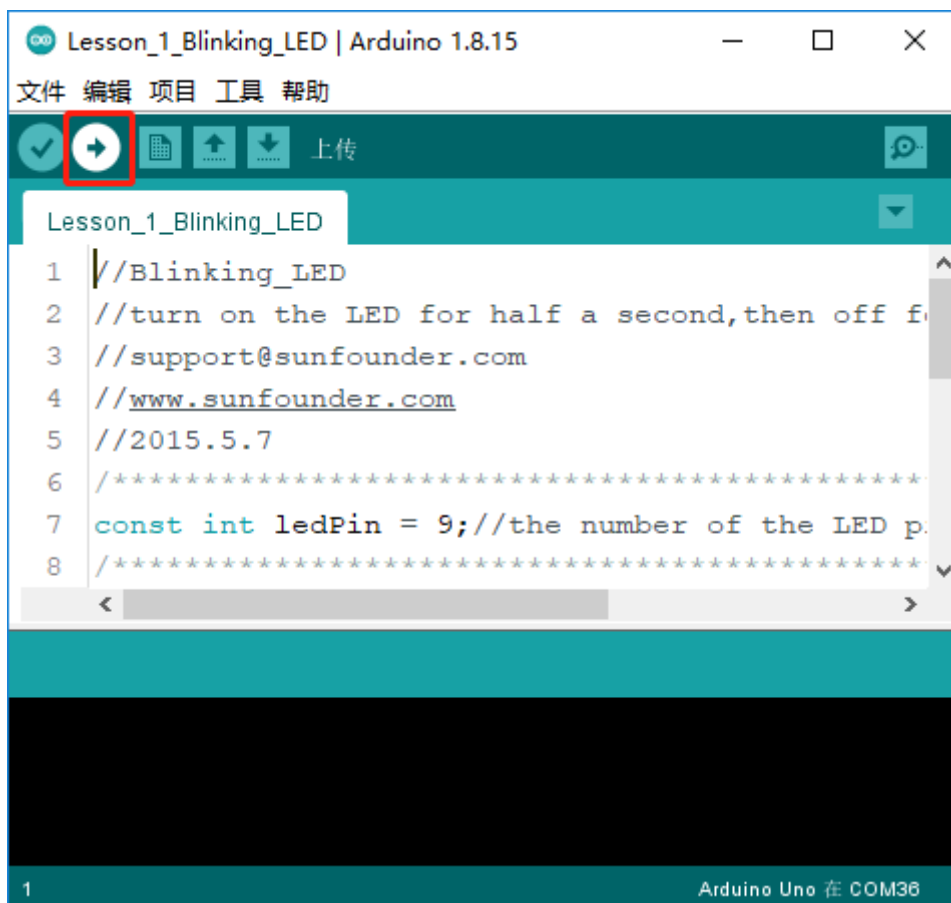 Lesson_1_Blinking_LED | Arduino 1.8.15
文件 编辑 项目 工具 帮助
上传
Lesson_1_Blinking_LED
1 //Blinking_LED
2 //turn on the LED for half a second,then off
3 //support@sunfounder.com
4 //www.sunfounder.com
5 //2015.5.7
6 /**********************************************
7 const int ledPin = 9;//the number of the LED
8 /**********************************************
1 Arduino Uno 在 COM36